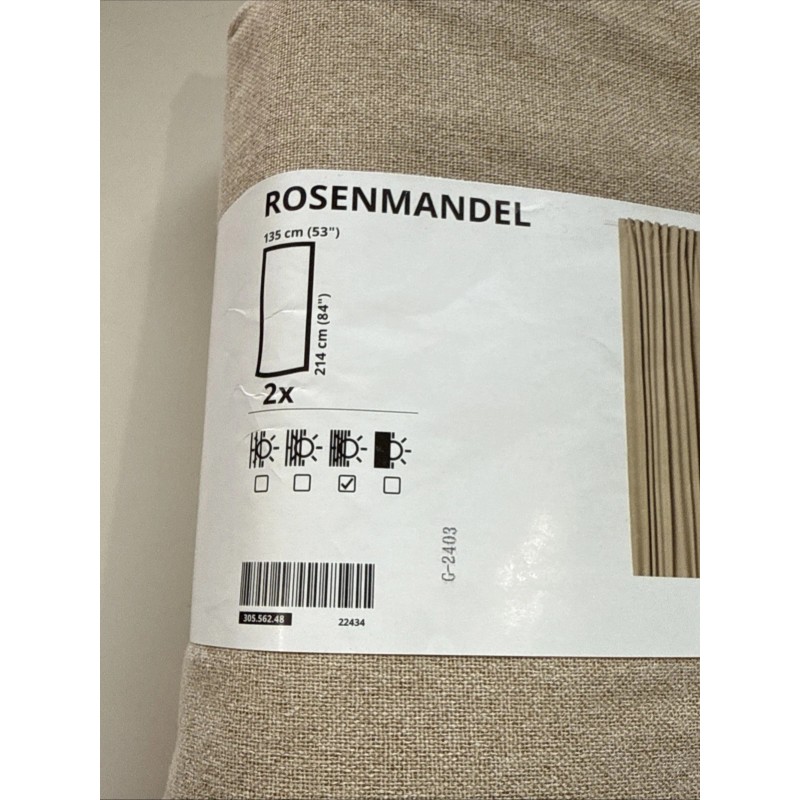 ROSENMANDEL
135 cm (53")
214 cm (84")
2x
G-2403
305.562.48
22434